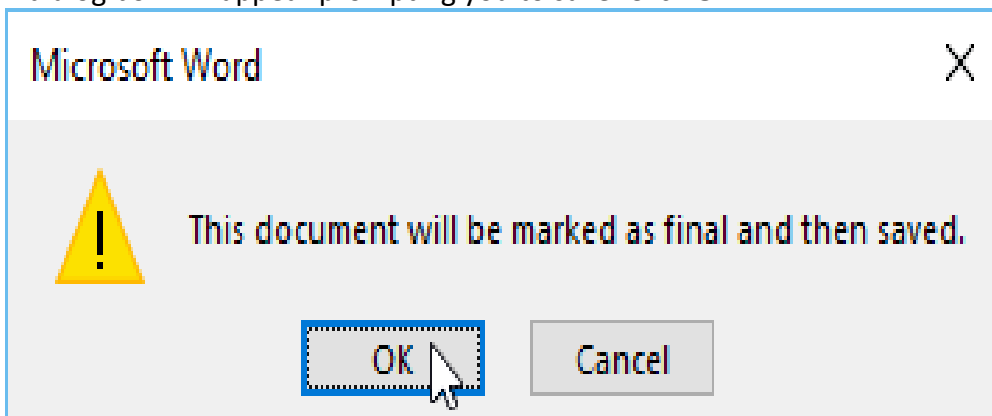 Microsoft Word
This document will be marked as final and then saved.
OK
Cancel